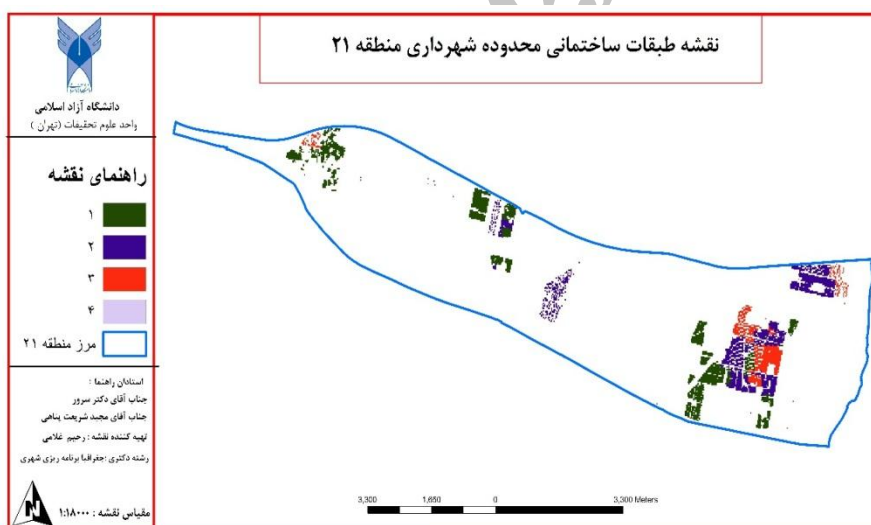 نقشه طبقات ساختمانی محدوده شهرداری منطقه ۲۱
دانشگاه آزاد اسلامی
واحد علوم تحقیقات (تهران )
راهنمای نقشه
۱
۲
۳
۴
مرز منطقه ۲۱
استادان راهنما :
جناب آقای دکتر سرور
جناب آقای مجید شریعت پناهی
تهیه کننده نقشه : رحیم غلامی
رشته دکتری :جغرافیا برنامه ریزی شهری
N
مقیاس نقشه : ۱:۱۸۰۰۰
3,300 1,650 0 3,300 Meters